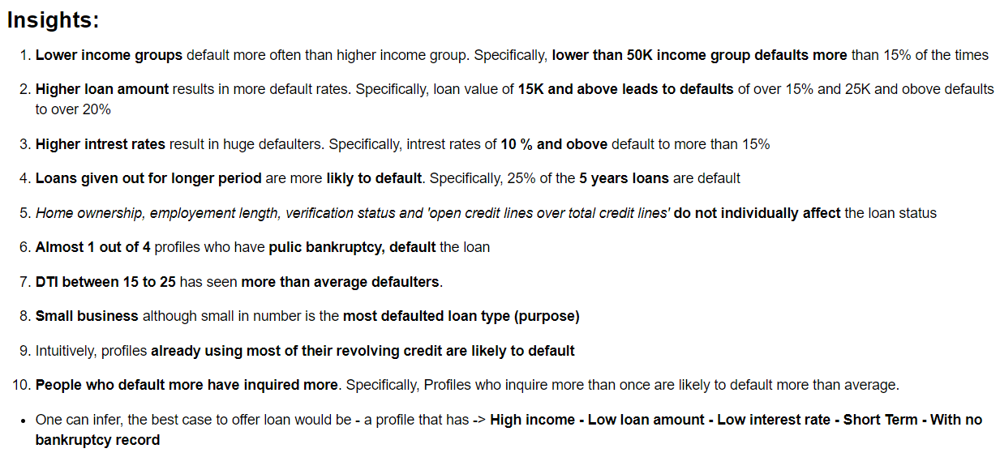 Insights:
1. Lower income groups default more often than higher income group. Specifically, lower than 50K income group defaults more than 15% of the times
2. Higher loan amount results in more default rates. Specifically, loan value of 15K and above leads to defaults of over 15% and 25K and obove defaults
to over 20%
3. Higher intrest rates result in huge defaulters. Specifically, intrest rates of 10 % and obove default to more than 15%
4. Loans given out for longer period are more likly to default. Specifically, 25% of the 5 years loans are default
5. Home ownership, employement length, verification status and 'open credit lines over total credit lines' do not individually affect the loan status
6. Almost 1 out of 4 profiles who have pulic bankruptcy, default the loan
7. DTI between 15 to 25 has seen more than average defaulters.
8. Small business although small in number is the most defaulted loan type (purpose)
9. Intuitively, profiles already using most of their revolving credit are likely to default
10. People who default more have inquired more. Specifically, Profiles who inquire more than once are likely to default more than average.
• One can infer, the best case to offer loan would be - a profile that has -> High income - Low loan amount - Low interest rate - Short Term - With no
bankruptcy record